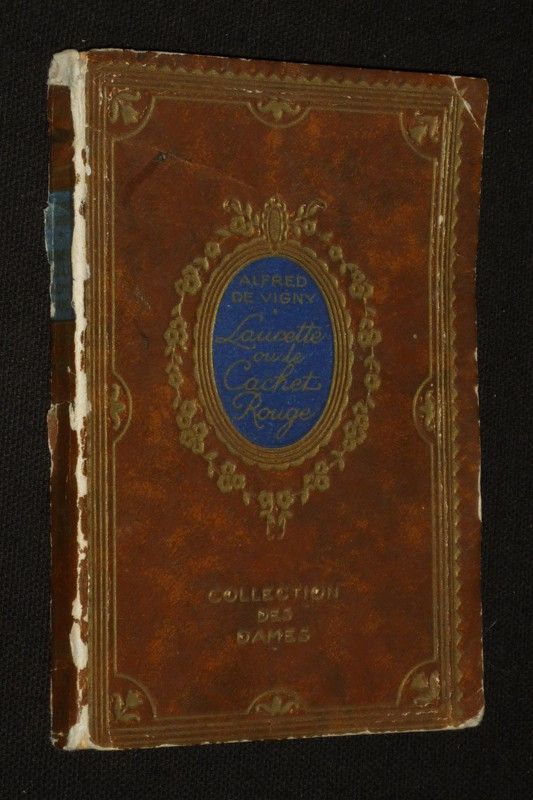 ALFRED
DE VIGNY
Laurette
ou le
Cachet
Rouge
COLLECTION
DES
DAMES